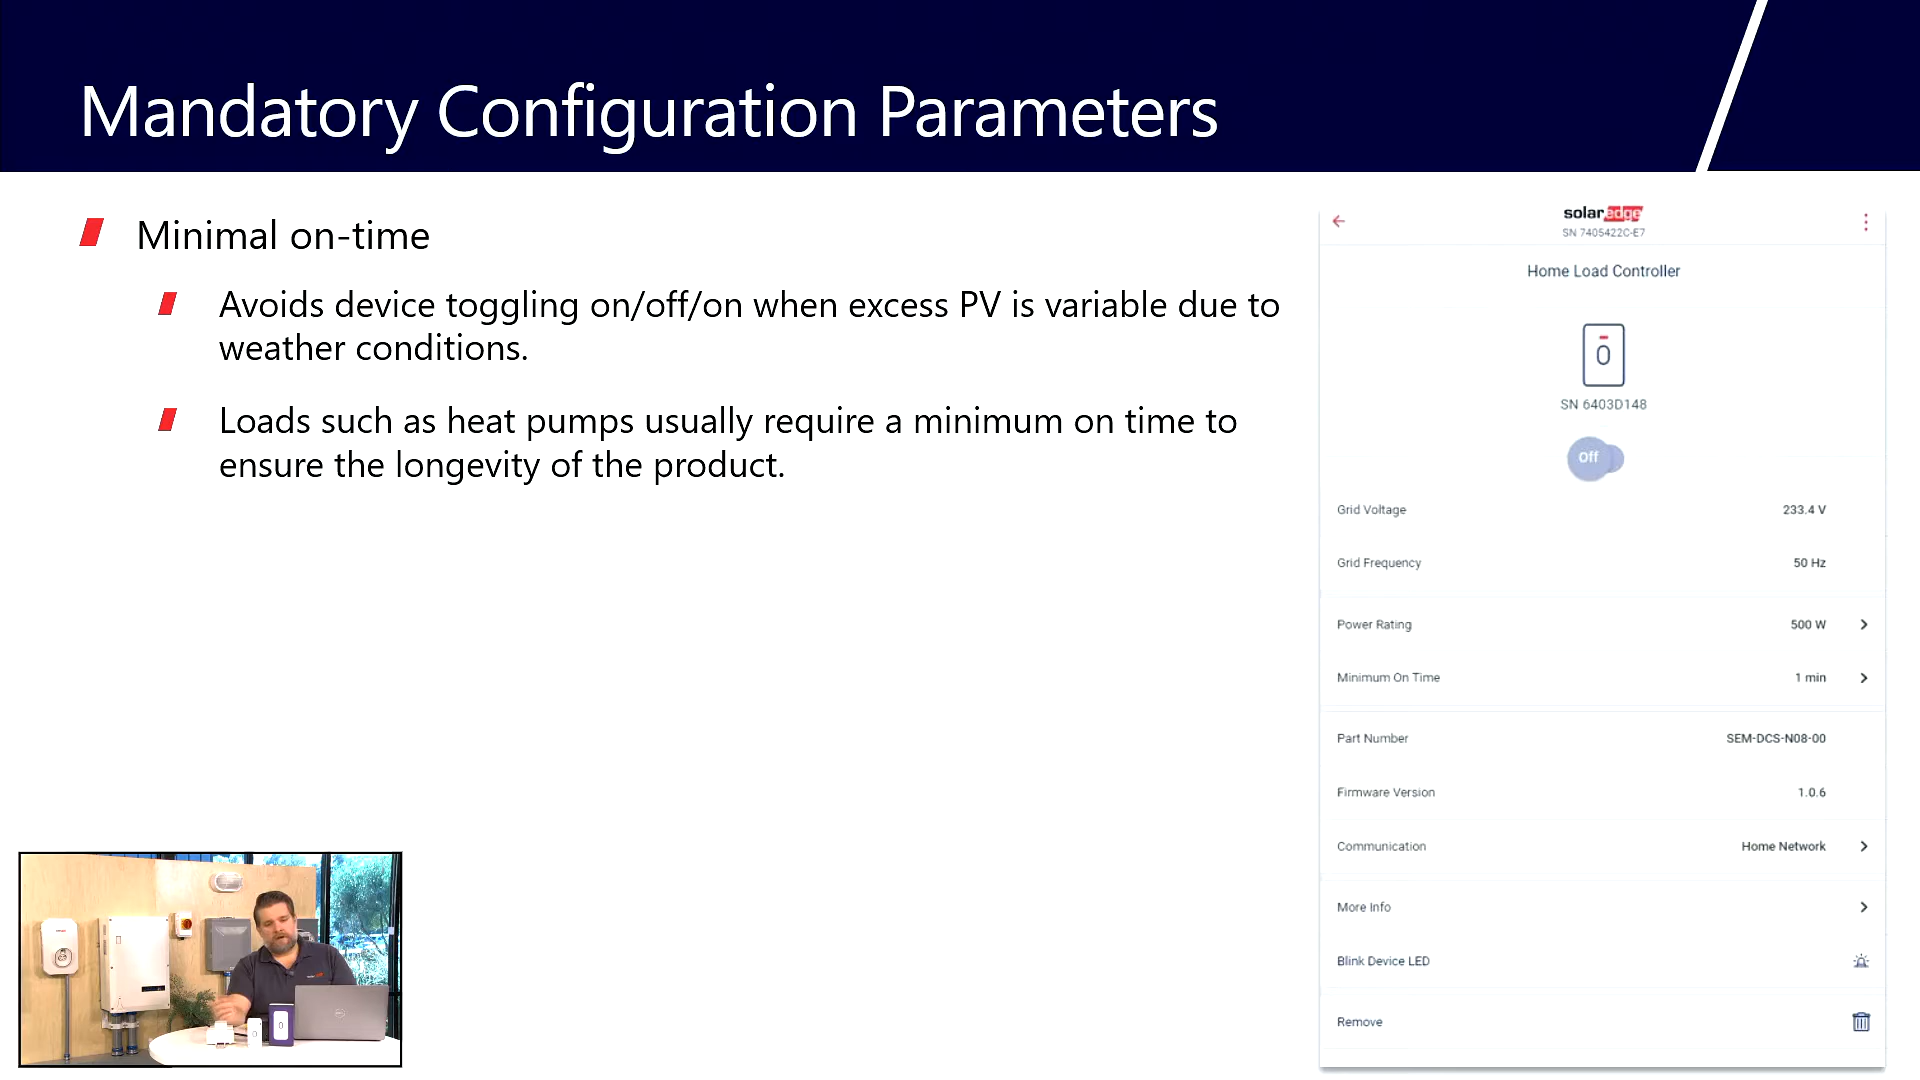 Mandatory Configuration Parameters
Minimal on-time
Avoids device toggling on/off/on when excess PV is variable due to
weather conditions.
Loads such as heat pumps usually require a minimum on time to
ensure the longevity of the product.
solaredge
SN 7405422C-E7
Home Load Controller
SN 6403D148
Off
Grid Voltage 233.4 V
Grid Frequency 50 Hz
Power Rating 500 W
Minimum On Time 1 min
Part Number SEM-DCS-N08-00
Firmware Version 1.0.6
Communication Home Network
More Info
Blink Device LED
Remove